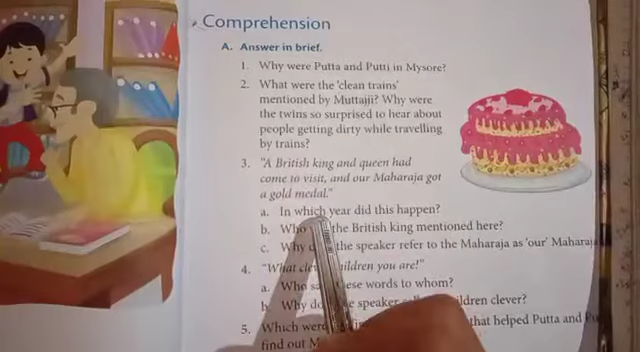 Comprehension
A. Answer in brief.
1. Why were Putta and Putti in Mysore?
2. What were the 'clean trains'
mentioned by Muttajji? Why were
the twins so surprised to hear about
people getting dirty while travelling
by trains?
3. "A British king and queen had
come to visit, and our Maharaja got
a gold medal."
a. In which year did this happen?
b. Who the British king mentioned here?
c. Why the speaker refer to the Maharaja as 'our' Maharaj
4. "What children you are!"
a. Who these words to whom?
b. Why speaker children clever?
5. Which were that helped Putta and Pu
find out M